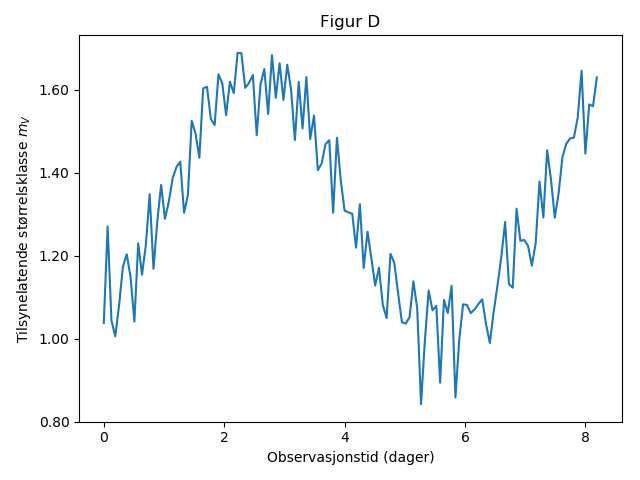 Figur D
Tilsynelatende størrelsklasse m_V
1.60
1.40
1.20
1.00
0.80
0 2 4 6 8
Observasjonstid (dager)